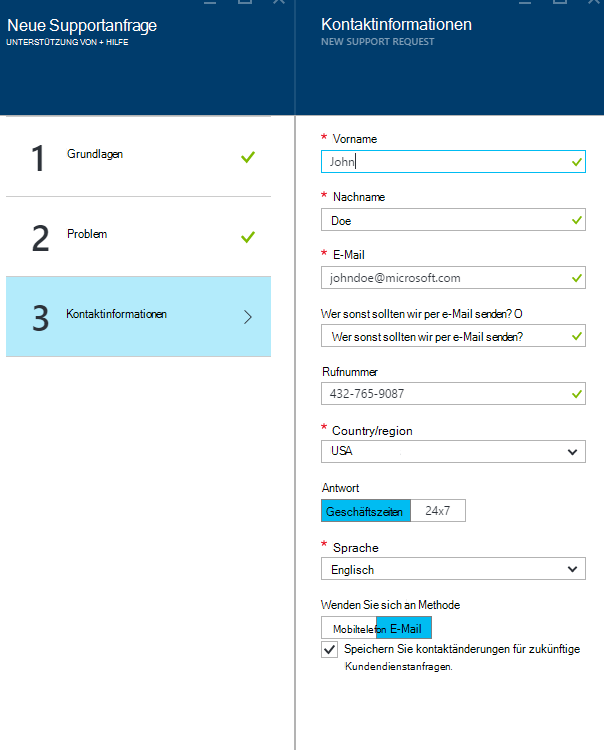 Neue Supportanfrage
UNTERSTÜTZUNG VON + HILFE
1
Grundlagen
2
Problem
3
Kontaktinformationen
Kontaktinformationen
NEW SUPPORT REQUEST
* Vorname
John
* Nachname
Doe
* E-Mail
johndoe@microsoft.com
Wer sonst sollten wir per e-Mail senden? O
Wer sonst sollten wir per e-Mail senden?
Rufnummer
432-765-9087
* Country/region
USA
Antwort
Geschäftszeiten 24x7
* Sprache
Englisch
Wenden Sie sich an Methode
Mobiltelefon E-Mail
Speichern Sie kontaktänderungen für zukünftige
Kundendienstanfragen.